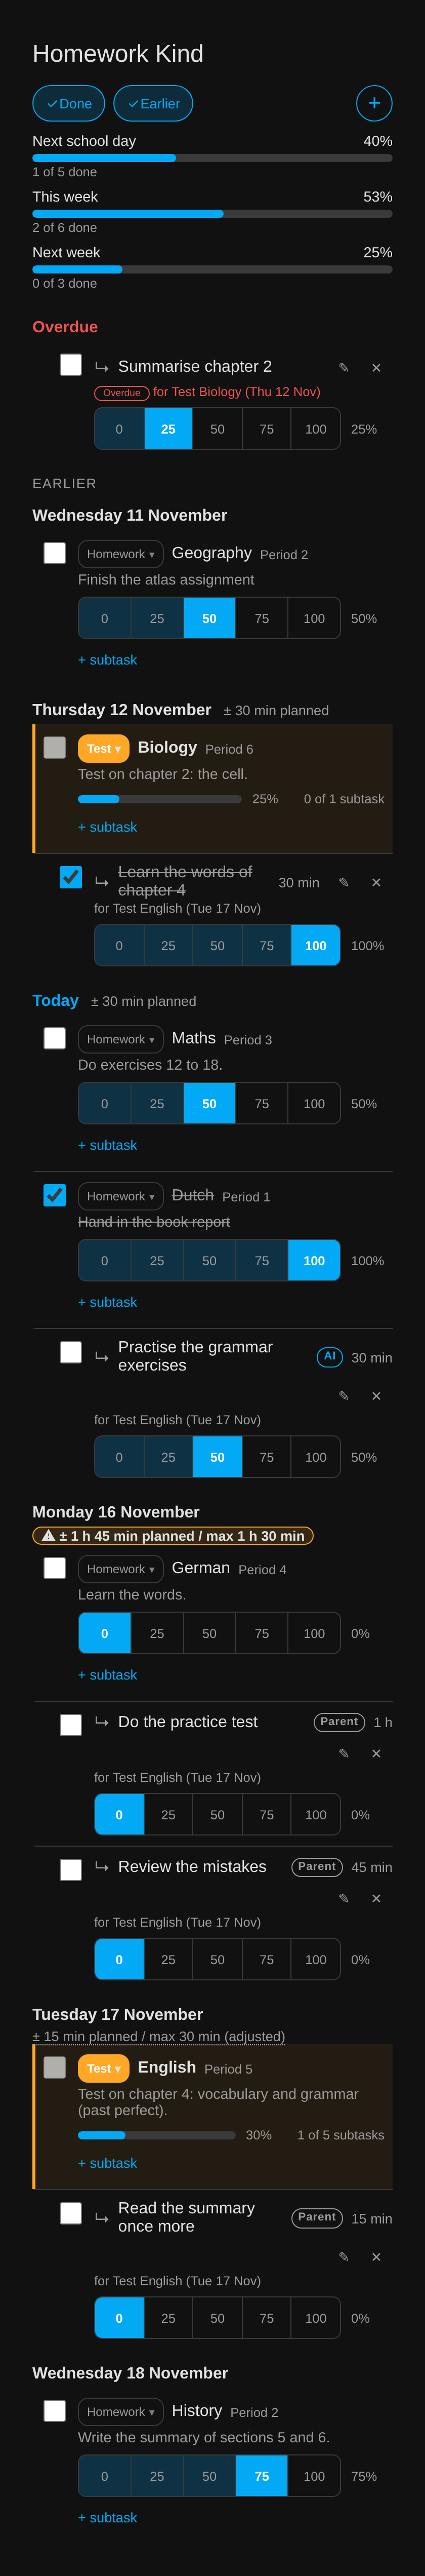 Homework Kind
✓Done ✓Earlier +
Next school day 40%
1 of 5 done
This week 53%
2 of 6 done
Next week 25%
0 of 3 done
Overdue
↳ Summarise chapter 2 ✎ ✕
Overdue for Test Biology (Thu 12 Nov)
0 25 50 75 100 25%
EARLIER
Wednesday 11 November
Homework ▾ Geography Period 2
Finish the atlas assignment
0 25 50 75 100 50%
+ subtask
Thursday 12 November ± 30 min planned
Test ▾ Biology Period 6
Test on chapter 2: the cell.
25% 0 of 1 subtask
+ subtask
↳ Learn the words of
chapter 4 30 min ✎ ✕
for Test English (Tue 17 Nov)
0 25 50 75 100 100%
Today ± 30 min planned
Homework ▾ Maths Period 3
Do exercises 12 to 18.
0 25 50 75 100 50%
+ subtask
Homework ▾ Dutch Period 1
Hand in the book report
0 25 50 75 100 100%
+ subtask
↳ Practise the grammar
exercises AI 30 min
✎ ✕
for Test English (Tue 17 Nov)
0 25 50 75 100 50%
Monday 16 November
⚠ ± 1 h 45 min planned / max 1 h 30 min
Homework ▾ German Period 4
Learn the words.
0 25 50 75 100 0%
+ subtask
↳ Do the practice test Parent 1 h
✎ ✕
for Test English (Tue 17 Nov)
0 25 50 75 100 0%
↳ Review the mistakes Parent 45 min
✎ ✕
for Test English (Tue 17 Nov)
0 25 50 75 100 0%
Tuesday 17 November
± 15 min planned / max 30 min (adjusted)
Test ▾ English Period 5
Test on chapter 4: vocabulary and grammar
(past perfect).
30% 1 of 5 subtasks
+ subtask
↳ Read the summary
once more Parent 15 min
✎ ✕
for Test English (Tue 17 Nov)
0 25 50 75 100 0%
Wednesday 18 November
Homework ▾ History Period 2
Write the summary of sections 5 and 6.
0 25 50 75 100 75%
+ subtask